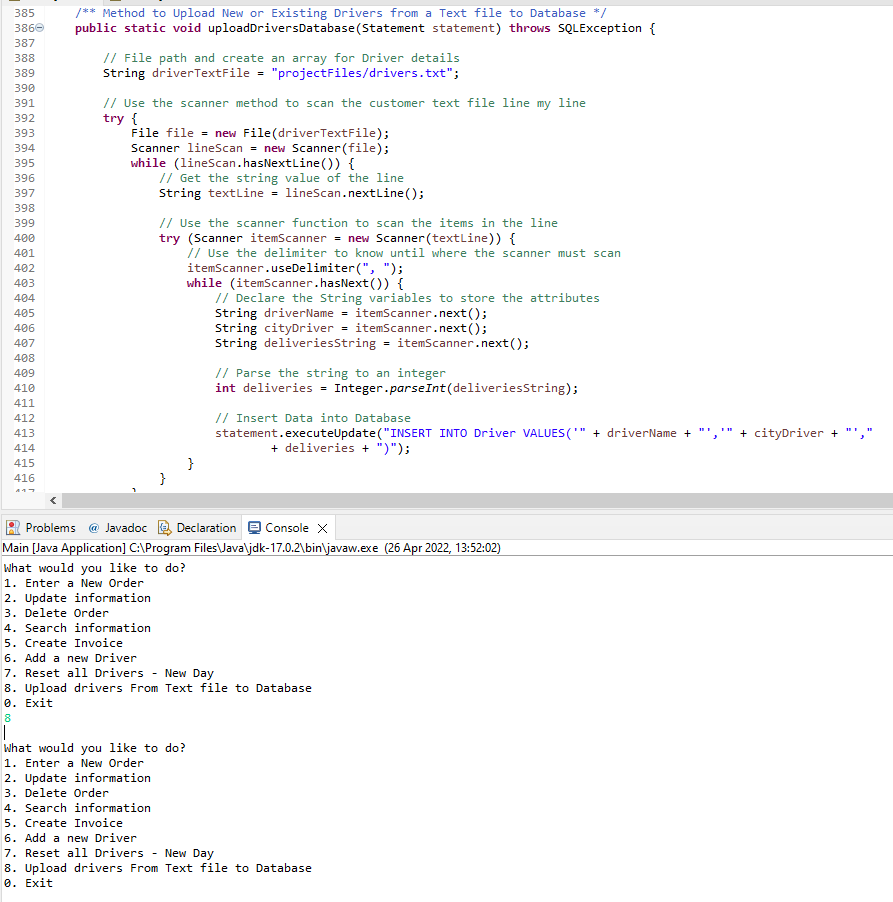 385 /** Method to Upload New or Existing Drivers from a Text file to Database */
386 public static void uploadDriversDatabase(Statement statement) throws SQLException {
387
388 // File path and create an array for Driver details
389 String driverTextFile = "projectFiles/drivers.txt";
390
391 // Use the scanner method to scan the customer text file line my line
392 try {
393 File file = new File(driverTextFile);
394 Scanner lineScan = new Scanner(file);
395 while (lineScan.hasNextLine()) {
396 // Get the string value of the line
397 String textLine = lineScan.nextLine();
398
399 // Use the scanner function to scan the items in the line
400 try (Scanner itemScanner = new Scanner(textLine)) {
401 // Use the delimiter to know until where the scanner must scan
402 itemScanner.useDelimiter(", ");
403 while (itemScanner.hasNext()) {
404 // Declare the String variables to store the attributes
405 String driverName = itemScanner.next();
406 String cityDriver = itemScanner.next();
407 String deliveriesString = itemScanner.next();
408
409 // Parse the string to an integer
410 int deliveries = Integer.parseInt(deliveriesString);
411
412 // Insert Data into Database
413 statement.executeUpdate("INSERT INTO Driver VALUES('" + driverName + "','" + cityDriver + "',"
414 + deliveries + ")");
415 }
416 }
Problems @ Javadoc Declaration Console
Main [Java Application] C:\Program Files\Java\jdk-17.0.2\bin\javaw.exe (26 Apr 2022, 13:52:02)
What would you like to do?
1. Enter a New Order
2. Update information
3. Delete Order
4. Search information
5. Create Invoice
6. Add a new Driver
7. Reset all Drivers - New Day
8. Upload drivers From Text file to Database
0. Exit
8
What would you like to do?
1. Enter a New Order
2. Update information
3. Delete Order
4. Search information
5. Create Invoice
6. Add a new Driver
7. Reset all Drivers - New Day
8. Upload drivers From Text file to Database
0. Exit